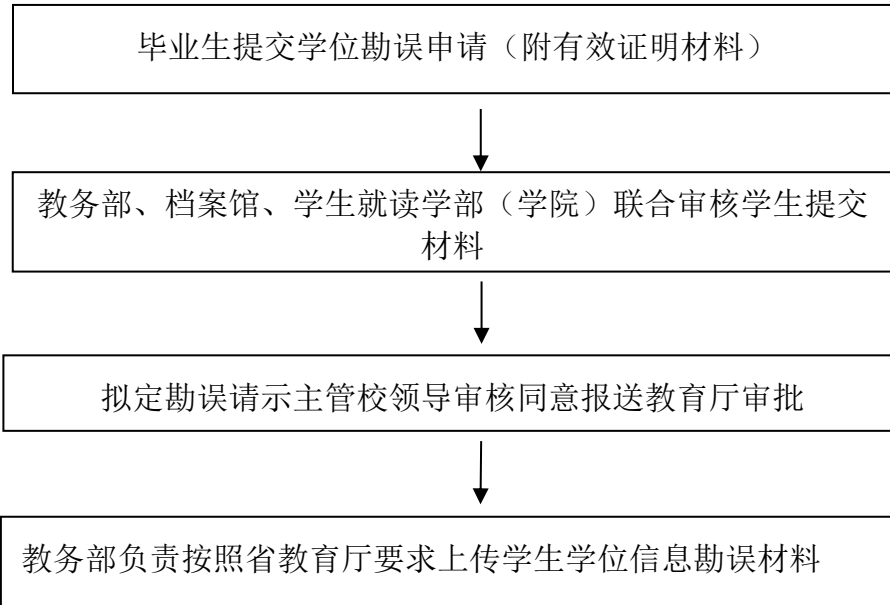 毕业生提交学位勘误申请（附有效证明材料）
教务部、档案馆、学生就读学部（学院）联合审核学生提交
材料
拟定勘误请示主管校领导审核同意报送教育厅审批
教务部负责按照省教育厅要求上传学生学位信息勘误材料